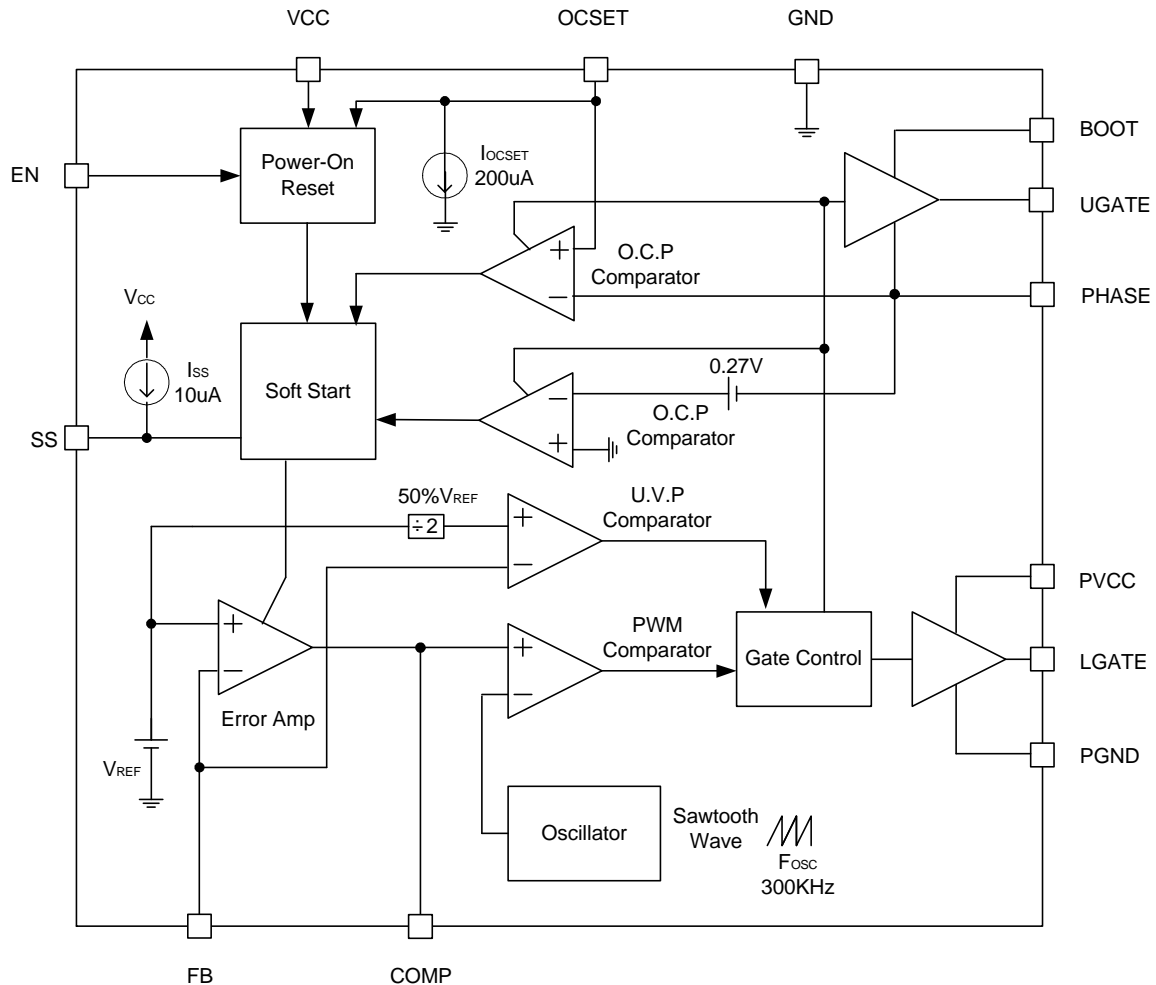 VCC
OCSET
GND
BOOT
Power-On
Reset
IOCSET
200uA
EN
UGATE
+
O.C.P
Comparator
−
PHASE
VCC
ISS
10uA
Soft Start
0.27V
−
O.C.P
Comparator
+
SS
50%VREF
÷2
U.V.P
Comparator
+
−
PVCC
+
−
Error Amp
+
−
PWM
Comparator
Gate Control
LGATE
VREF
PGND
Oscillator
Sawtooth
Wave
FOSC
300KHz
FB
COMP